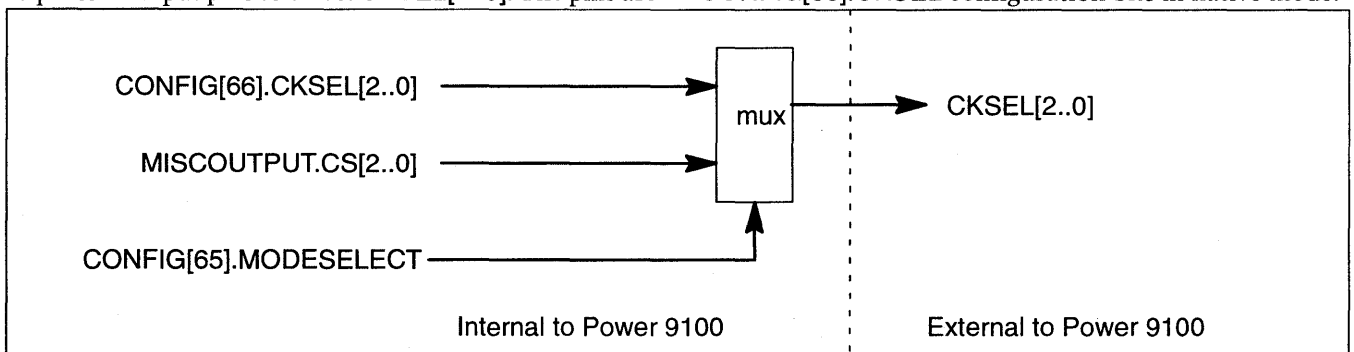 CONFIG[66].CKSEL[2..0]
mux
CKSEL[2..0]
MISCOUTPUT.CS[2..0]
CONFIG[65].MODESELECT
Internal to Power 9100
External to Power 9100